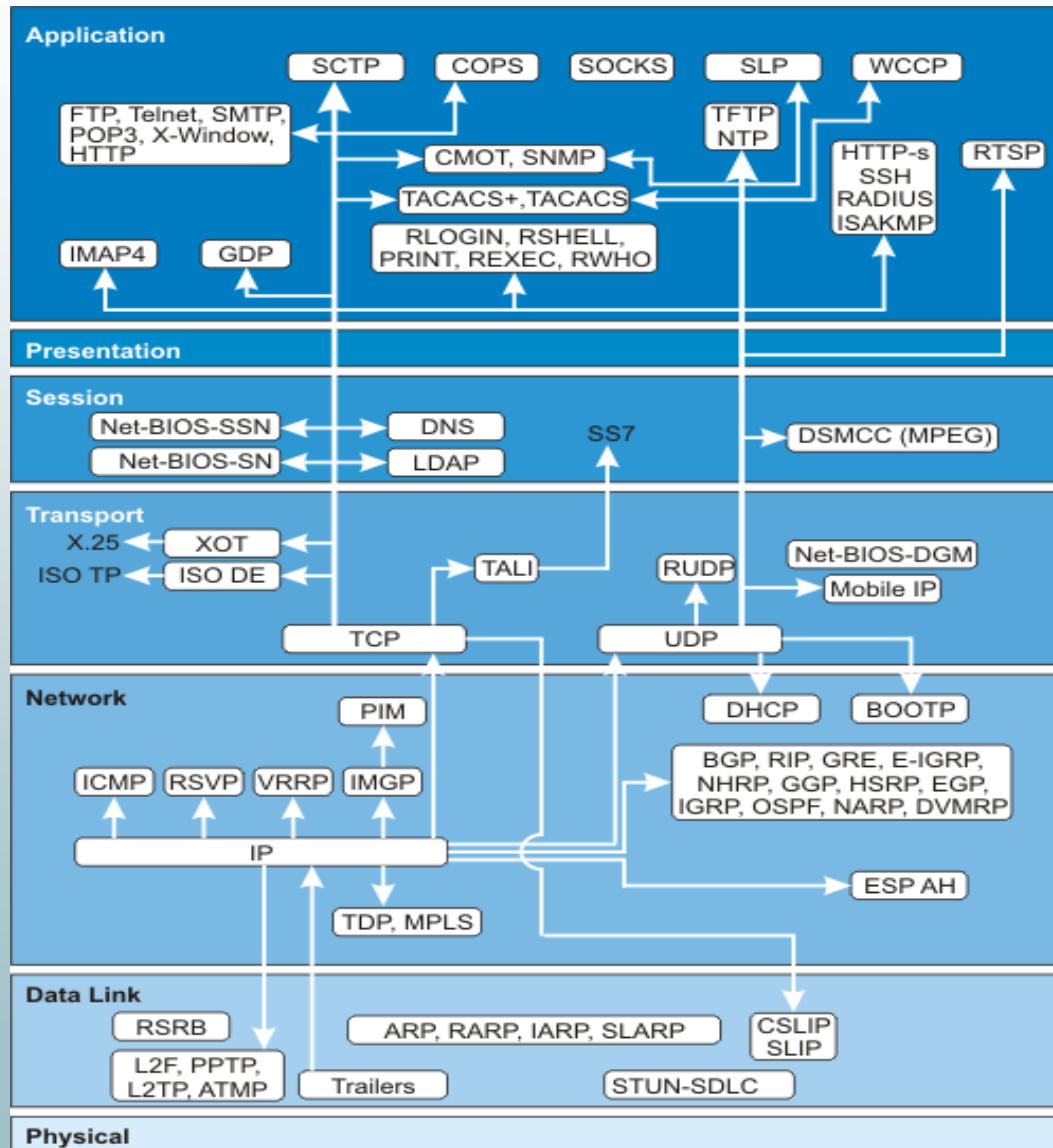 Application
SCTP
COPS
SOCKS
SLP
WCCP
FTP, Telnet, SMTP,
POP3, X-Window,
HTTP
TFTP
NTP
CMOT, SNMP
HTTP-s
SSH
RADIUS
ISAKMP
RTSP
TACACS+,TACACS
RLOGIN, RSHELL,
PRINT, REXEC, RWHO
IMAP4
GDP
Presentation
Session
Net-BIOS-SSN
DNS
SS7
DSMCC (MPEG)
Net-BIOS-SN
LDAP
Transport
X.25
XOT
ISO TP
ISO DE
TALI
RUDP
Net-BIOS-DGM
Mobile IP
TCP
UDP
Network
PIM
DHCP
BOOTP
ICMP
RSVP
VRRP
IMGP
BGP, RIP, GRE, E-IGRP,
NHRP, GGP, HSRP, EGP,
IGRP, OSPF, NARP, DVMRP
IP
ESP AH
TDP, MPLS
Data Link
RSRB
ARP, RARP, IARP, SLARP
CSLIP
SLIP
L2F, PPTP,
L2TP, ATMP
Trailers
STUN-SDLC
Physical